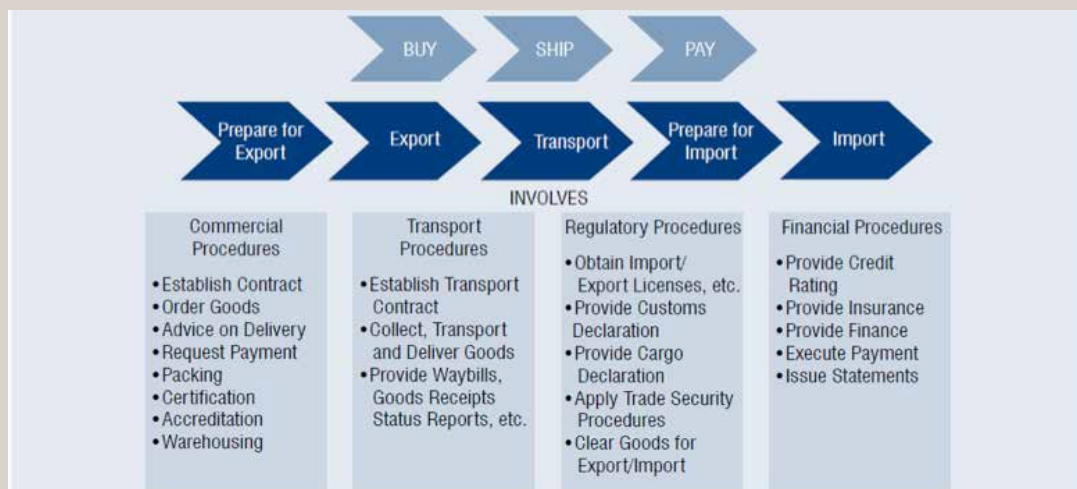 BUY SHIP PAY
Prepare for
Export
Export
Transport
Prepare for
Import
Import
INVOLVES
Commercial
Procedures
•Establish Contract
•Order Goods
•Advice on Delivery
•Request Payment
•Packing
•Certification
•Accreditation
•Warehousing
Transport
Procedures
•Establish Transport
Contract
•Collect, Transport
and Deliver Goods
•Provide Waybills,
Goods Receipts
Status Reports, etc.
Regulatory Procedures
•Obtain Import/
Export Licenses, etc.
•Provide Customs
Declaration
•Provide Cargo
Declaration
•Apply Trade Security
Procedures
•Clear Goods for
Export/Import
Financial Procedures
•Provide Credit
Rating
•Provide Insurance
•Provide Finance
•Execute Payment
•Issue Statements